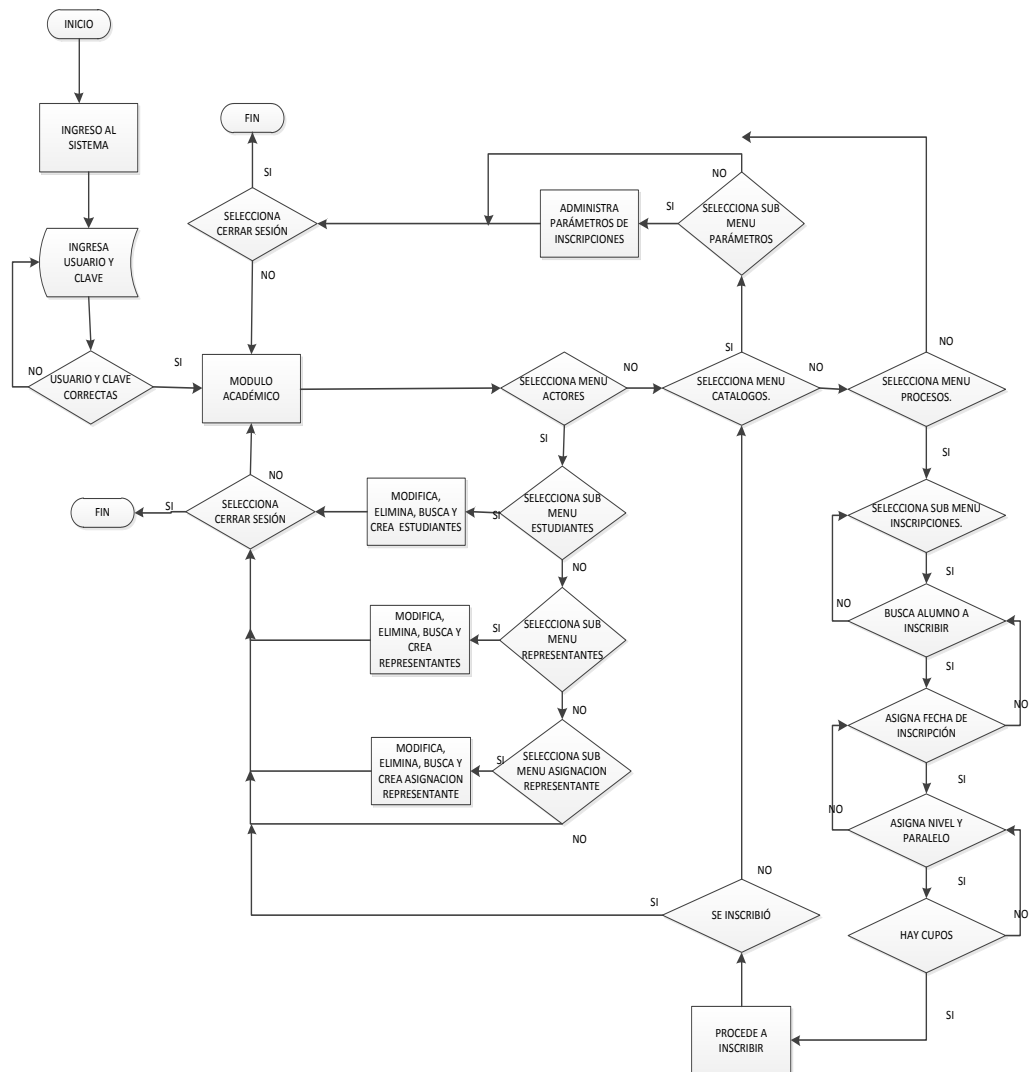 INICIO
INGRESO AL
SISTEMA
INGRESA
USUARIO Y
CLAVE
NO
USUARIO Y CLAVE
CORRECTAS
SI
FIN
SI
SELECCIONA
CERRAR SESIÓN
NO
MODULO
ACADÉMICO
ADMINISTRA
PARÁMETROS DE
INSCRIPCIONES
SI
NO
SELECCIONA SUB
MENU
PARÁMETROS
SELECCIONA MENU
ACTORES
NO
SI
SI
SELECCIONA MENU
CATALOGOS.
NO
NO
SELECCIONA MENU
PROCESOS.
SI
NO
SELECCIONA
CERRAR SESIÓN
SI
FIN
MODIFICA,
ELIMINA, BUSCA Y
CREA ESTUDIANTES
SI
SELECCIONA SUB
MENU
ESTUDIANTES
NO
MODIFICA,
ELIMINA, BUSCA Y
CREA
REPRESENTANTES
SI
SELECCIONA SUB
MENU
REPRESENTANTES
NO
MODIFICA,
ELIMINA, BUSCA Y
CREA ASIGNACION
REPRESENTANTE
SI
SELECCIONA SUB
MENU ASIGNACION
REPRESENTANTE
NO
SELECCIONA SUB MENU
INSCRIPCIONES.
SI
NO
BUSCA ALUMNO A
INSCRIBIR
SI
NO
ASIGNA FECHA DE
INSCRIPCIÓN
SI
NO
ASIGNA NIVEL Y
PARALELO
SI
NO
HAY CUPOS
SI
NO
SI
SE INSCRIBIÓ
PROCEDE A
INSCRIBIR